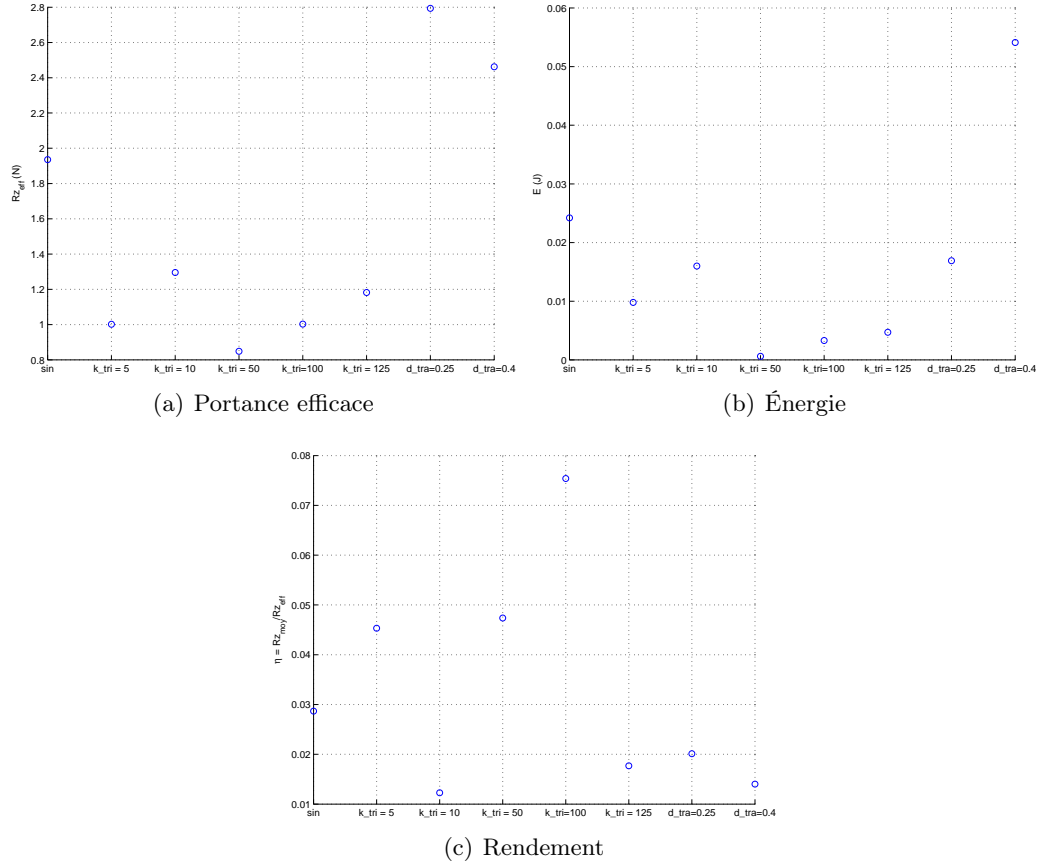 2.8
2.6
2.4
2.2
2
1.8
1.6
1.4
1.2
1
0.8
Rz_eff (N)
sin k_tri = 5 k_tri = 10 k_tri = 50 k_tri=100 k_tri = 125 d_tra=0.25 d_tra=0.4
(a) Portance efficace
0.06
0.05
0.04
0.03
0.02
0.01
0
E (J)
sin k_tri = 5 k_tri = 10 k_tri = 50 k_tri=100 k_tri = 125 d_tra=0.25 d_tra=0.4
(b) Énergie
0.08
0.07
0.06
0.05
0.04
0.03
0.02
0.01
η = Rz_moy/Rz_eff
sin k_tri = 5 k_tri = 10 k_tri = 50 k_tri=100 k_tri = 125 d_tra=0.25 d_tra=0.4
(c) Rendement